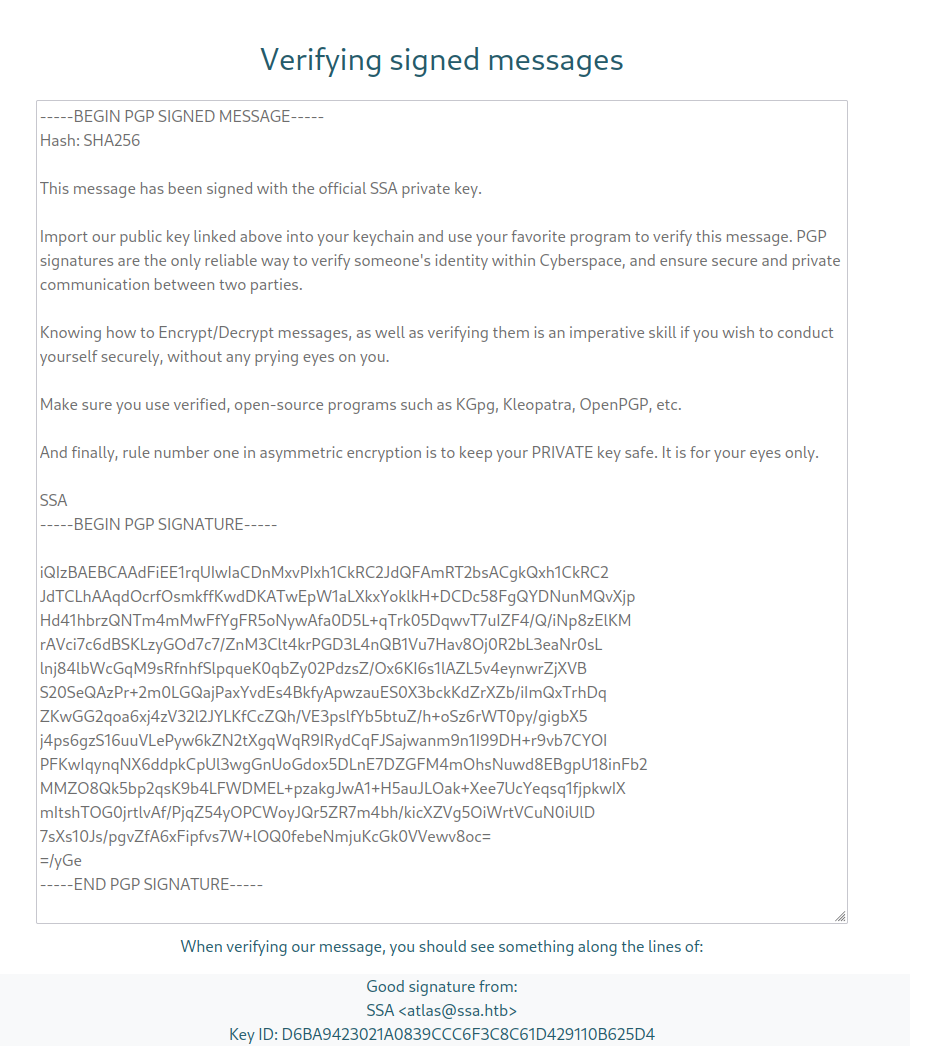 Verifying signed messages
-----BEGIN PGP SIGNED MESSAGE-----
Hash: SHA256
This message has been signed with the official SSA private key.
Import our public key linked above into your keychain and use your favorite program to verify this message. PGP
signatures are the only reliable way to verify someone's identity within Cyberspace, and ensure secure and private
communication between two parties.
Knowing how to Encrypt/Decrypt messages, as well as verifying them is an imperative skill if you wish to conduct
yourself securely, without any prying eyes on you.
Make sure you use verified, open-source programs such as KGpg, Kleopatra, OpenPGP, etc.
And finally, rule number one in asymmetric encryption is to keep your PRIVATE key safe. It is for your eyes only.
SSA
-----BEGIN PGP SIGNATURE-----
iQIzBAEBCAAdFiEE1rqUIwIaCDnMxvPIxh1CkRC2JdQFAmRT2bsACgkQxh1CkRC2
JdTCLhAAqdOcrfOsmkffKwdDKATwEpW1aLXkxYoklkH+DCDc58FgQYDNunMQvXjp
Hd41hbrzQNTm4mMwFfYgFR5oNywAfa0D5L+qTrk05DqwvT7uIZF4/Q/iNp8zElKM
rAVci7c6dBSKLzyGOd7c7/ZnM3Clt4krPGD3L4nQB1Vu7Hav8Oj0R2bL3eaNr0sL
lnj84lbWcGqM9sRfnhfSlpqueK0qbZy02PdzsZ/Ox6KI6s1lAZL5v4eynwrZjXVB
S20SeQAzPr+2m0LGQajPaxYvdEs4BkfyApwzauES0X3bckKdZrXZb/iImQxTrhDq
ZKwGG2qoa6xj4zV32l2JYLKfCcZQh/VE3pslfYb5btuZ/h+oSz6rWT0py/gigbX5
j4ps6gzS16uuVLePyw6kZN2tXgqWqR9IRydCqFJSajwanm9n1I99DH+r9vb7CYOI
PFKwIqynqNX6ddpkCpUl3wgGnUoGdox5DLnE7DZGFM4mOhsNuwd8EBgpU18inFb2
MMZO8Qk5bp2qsK9b4LFWDMEL+pzakgJwA1+H5auJLOak+Xee7UcYeqsq1fjpkwIX
mItshTOG0jrtlvAf/PjqZ54yOPCWoyJQr5ZR7m4bh/kicXZVg5OiWrtVCuN0iUlD
7sXs10Js/pgvZfA6xFipfvs7W+lOQ0febeNmjuKcGk0VVewv8oc=
=/yGe
-----END PGP SIGNATURE-----
When verifying our message, you should see something along the lines of:
Good signature from:
SSA <atlas@ssa.htb>
Key ID: D6BA9423021A0839CCC6F3C8C61D429110B625D4